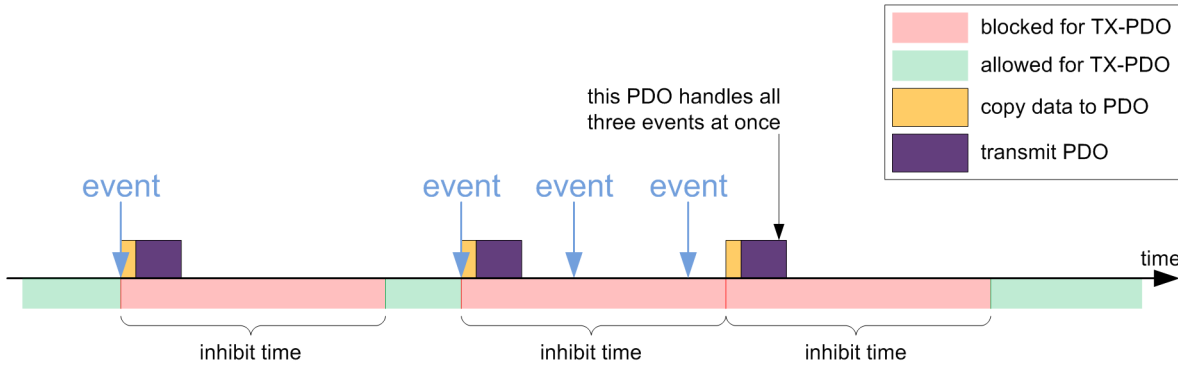 blocked for TX-PDO
allowed for TX-PDO
copy data to PDO
transmit PDO
this PDO handles all
three events at once
event
event
event
event
time
inhibit time
inhibit time
inhibit time